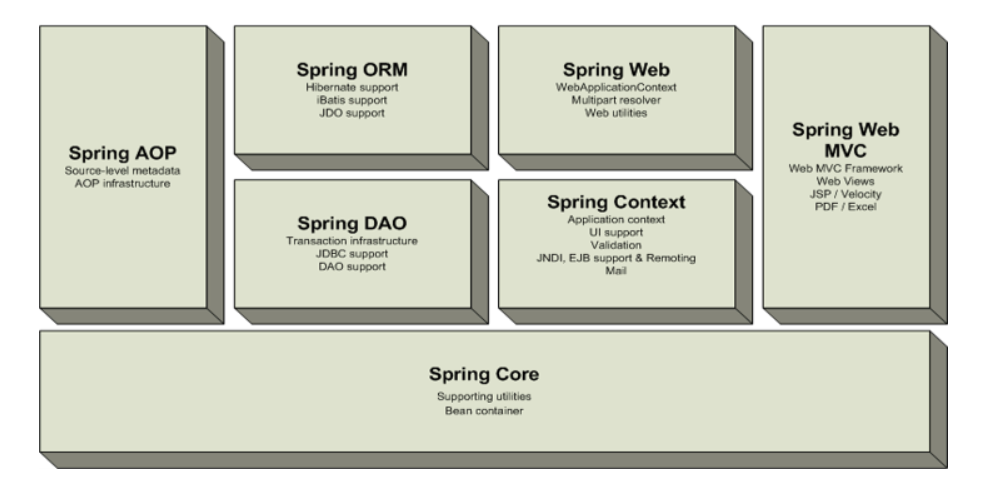 Spring AOP
Source-level metadata
AOP infrastructure
Spring ORM
Hibernate support
iBatis support
JDO support
Spring Web
WebApplicationContext
Multipart resolver
Web utilities
Spring Web
MVC
Web MVC Framework
Web Views
JSP / Velocity
PDF / Excel
Spring DAO
Transaction infrastructure
JDBC support
DAO support
Spring Context
Application context
UI support
Validation
JNDI, EJB support & Remoting
Mail
Spring Core
Supporting utilities
Bean container